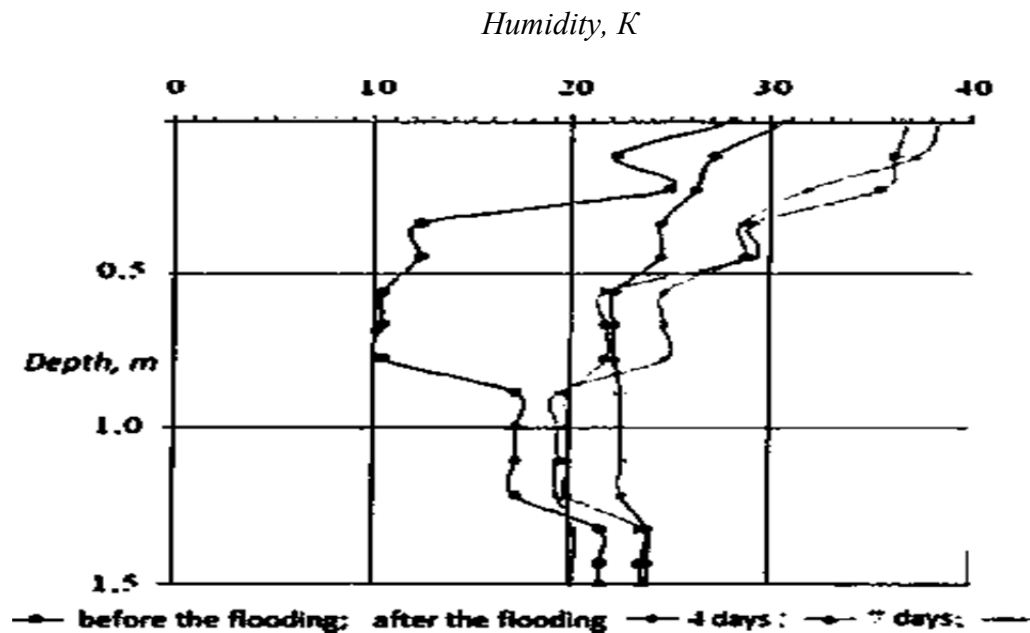 Humidity, К
0 10 20 30 40
0.5
Depth, m
1.0
1.5
before the flooding; after the flooding 4 days; days;